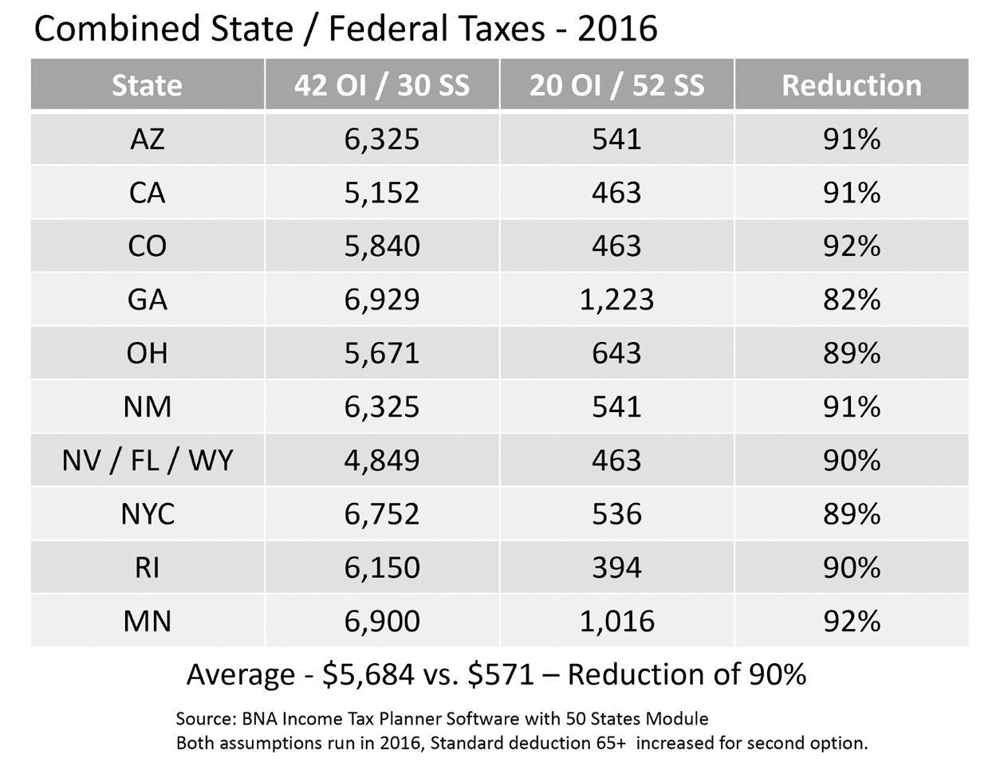 Combined State / Federal Taxes - 2016
State 42 OI / 30 SS 20 OI / 52 SS Reduction
AZ 6,325 541 91%
CA 5,152 463 91%
CO 5,840 463 92%
GA 6,929 1,223 82%
OH 5,671 643 89%
NM 6,325 541 91%
NV / FL / WY 4,849 463 90%
NYC 6,752 536 89%
RI 6,150 394 90%
MN 6,900 1,016 92%
Average - $5,684 vs. $571 – Reduction of 90%
Source: BNA Income Tax Planner Software with 50 States Module
Both assumptions run in 2016, Standard deduction 65+ increased for second option.